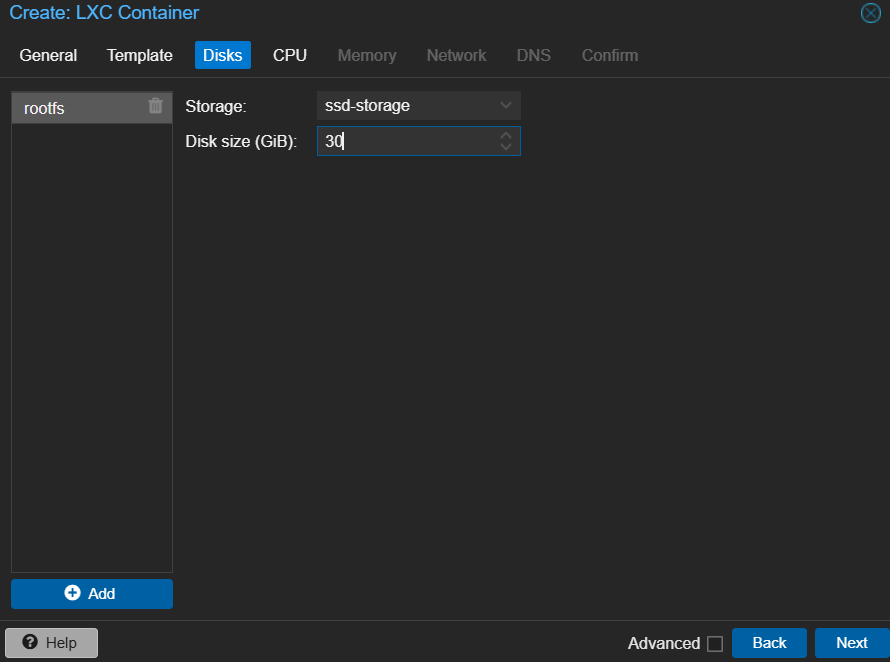 Create: LXC Container
General Template Disks CPU Memory Network DNS Confirm
rootfs
Storage: ssd-storage
Disk size (GiB): 30
Add
Help Advanced Back Next